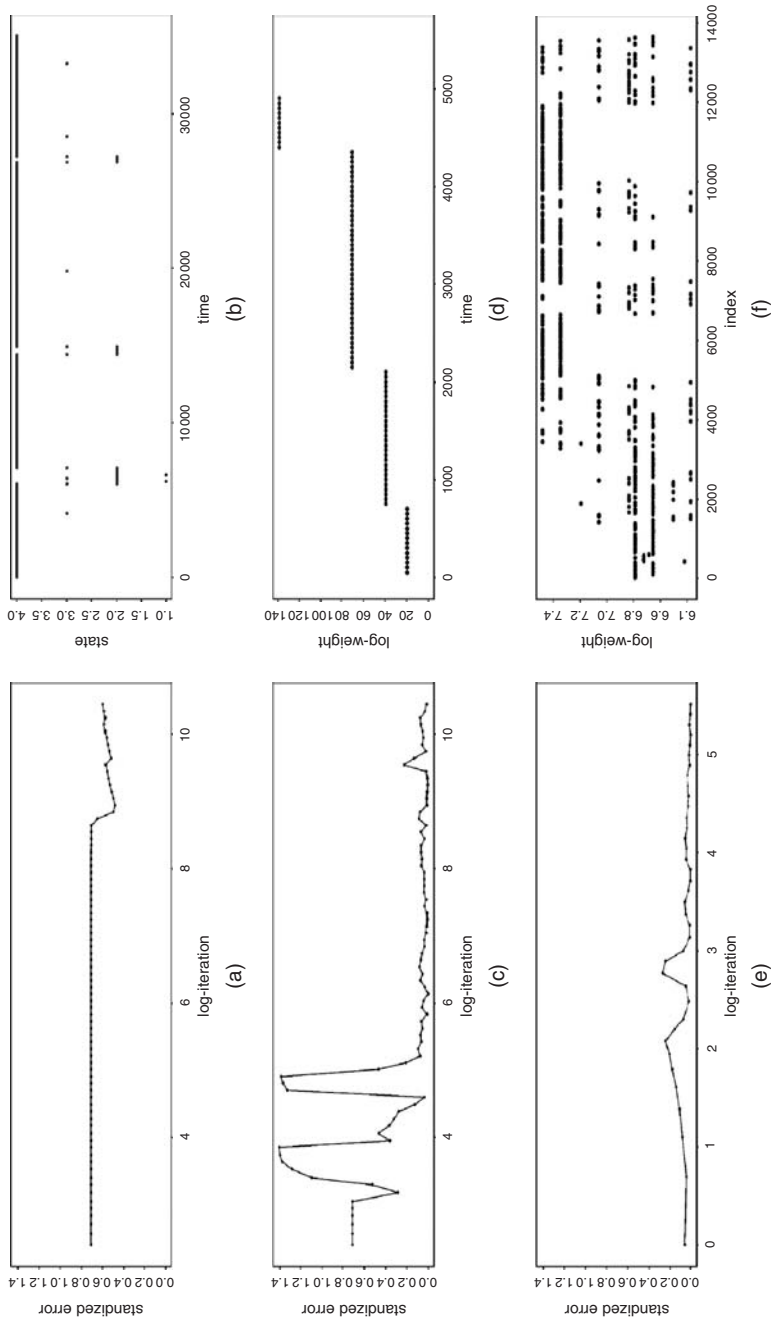 standized error
0.0 0.2 0.4 0.6 0.8 1.0 1.2 1.4
4 6 8 10
log-iteration
(a)
state
1.0 1.5 2.0 2.5 3.0 3.5 4.0
0 10000 20000 30000
time
(b)
standized error
0.0 0.2 0.4 0.6 0.8 1.0 1.2 1.4
4 6 8 10
log-iteration
(c)
log-weight
0 20 40 60 80 100 120 140
0 1000 2000 3000 4000 5000
time
(d)
standized error
0.0 0.2 0.4 0.6 0.8 1.0 1.2 1.4
0 1 2 3 4 5
log-iteration
(e)
log-weight
6.1 6.6 6.8 7.0 7.2 7.4
0 2000 4000 6000 8000 10000 12000 14000
index
(f)